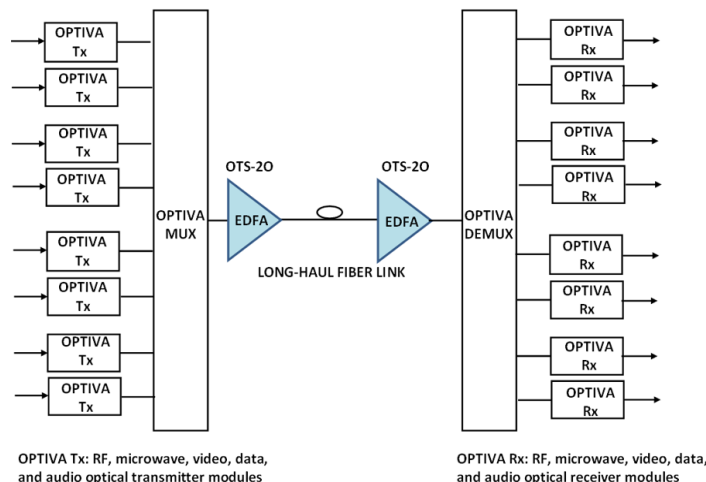 OPTIVA
Tx
OPTIVA
Tx
OPTIVA
Tx
OPTIVA
Tx
OPTIVA
Tx
OPTIVA
Tx
OPTIVA
Tx
OPTIVA
Tx
OPTIVA
MUX
OTS-2O
EDFA
LONG-HAUL FIBER LINK
OTS-2O
EDFA
OPTIVA
DEMUX
OPTIVA
Rx
OPTIVA
Rx
OPTIVA
Rx
OPTIVA
Rx
OPTIVA
Rx
OPTIVA
Rx
OPTIVA
Rx
OPTIVA
Rx
OPTIVA Tx: RF, microwave, video, data,
and audio optical transmitter modules
OPTIVA Rx: RF, microwave, video, data,
and audio optical receiver modules